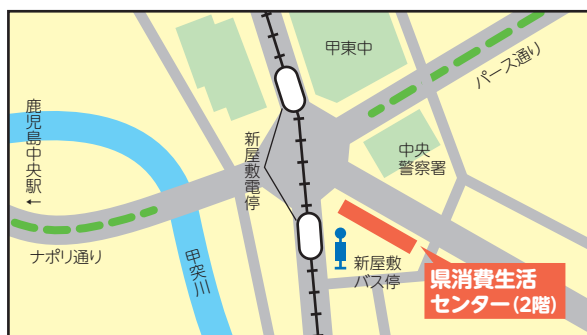 甲東中
パース通り
鹿児島中央駅←
新屋敷電停
中央
警察署
ナポリ通り
甲突川
新屋敷
バス停
県消費生活
センター(2階)